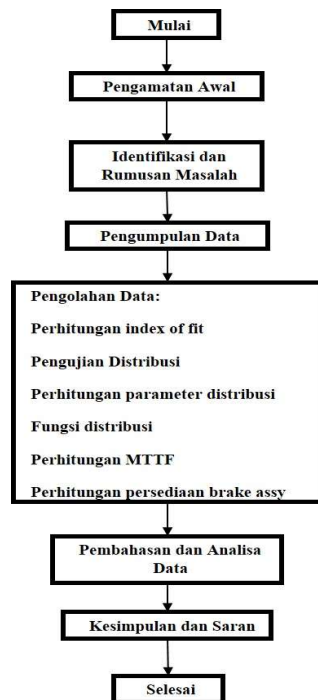 Mulai
Pengamatan Awal
Identifikasi dan
Rumusan Masalah
Pengumpulan Data
Pengolahan Data:
Perhitungan index of fit
Pengujian Distribusi
Perhitungan parameter distribusi
Fungsi distribusi
Perhitungan MTTF
Perhitungan persediaan brake assy
Pembahasan dan Analisa
Data
Kesimpulan dan Saran
Selesai